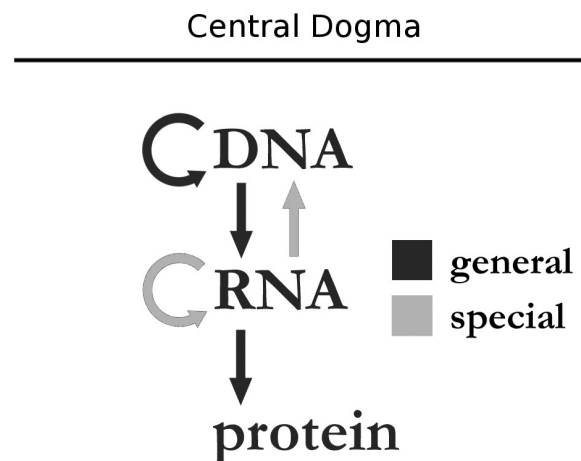 Central Dogma
DNA
RNA
general
special
protein